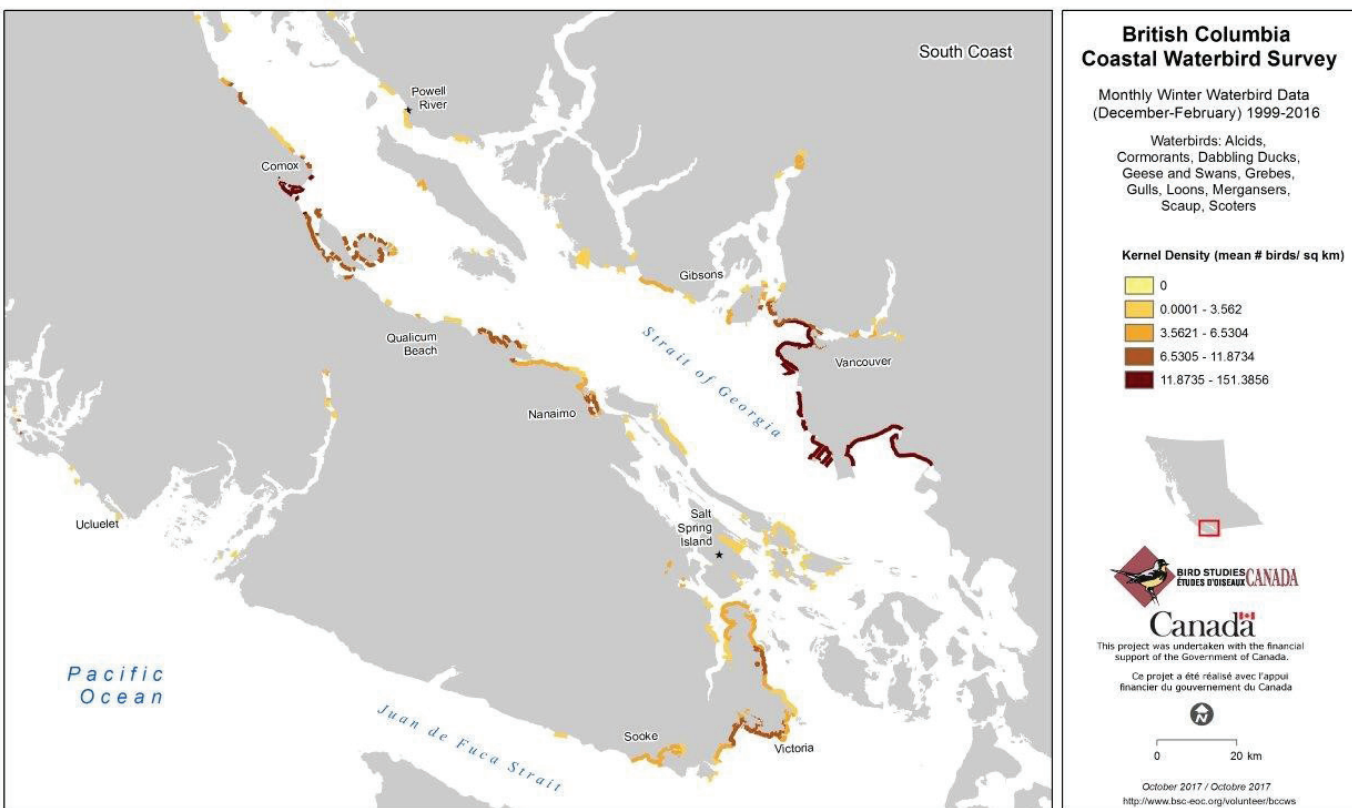 South Coast
Powell
River
Comox
Gibsons
Qualicum
Beach
Strait of Georgia
Vancouver
Nanaimo
Ucluelet
Salt
Spring
Island
Pacific
Ocean
Juan de Fuca Strait
Sooke
Victoria
British Columbia
Coastal Waterbird Survey
Monthly Winter Waterbird Data
(December-February) 1999-2016
Waterbirds: Alcids,
Cormorants, Dabbling Ducks,
Geese and Swans, Grebes,
Gulls, Loons, Mergansers,
Scaup, Scoters
Kernel Density (mean # birds/ sq km)
0
0.0001 - 3.562
3.5621 - 6.5304
6.5305 - 11.8734
11.8735 - 151.3856
BIRD STUDIES
ÉTUDES D'OISEAUX CANADA
Canada
This project was undertaken with the financial
support of the Government of Canada.
Ce projet a été réalisé avec l'appui
financier du gouvernement du Canada
N
0 20 km
October 2017 / Octobre 2017
http://www.bsc-eoc.org/volunteer/bccws